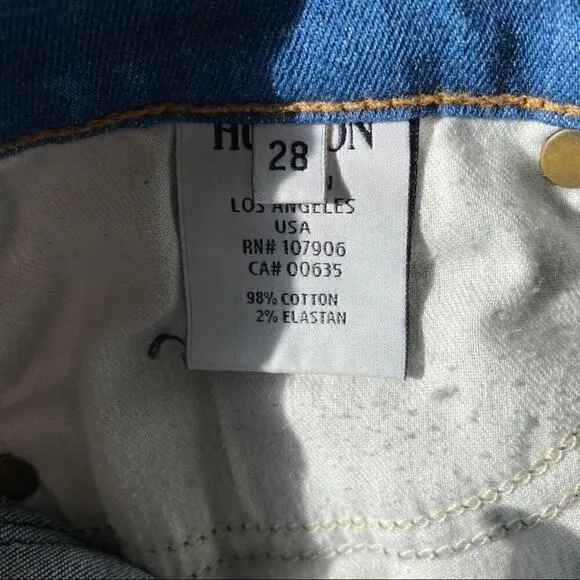 28
LOS ANGELES
USA
RN# 107906
CA# 00635
98% COTTON
2% ELASTAN